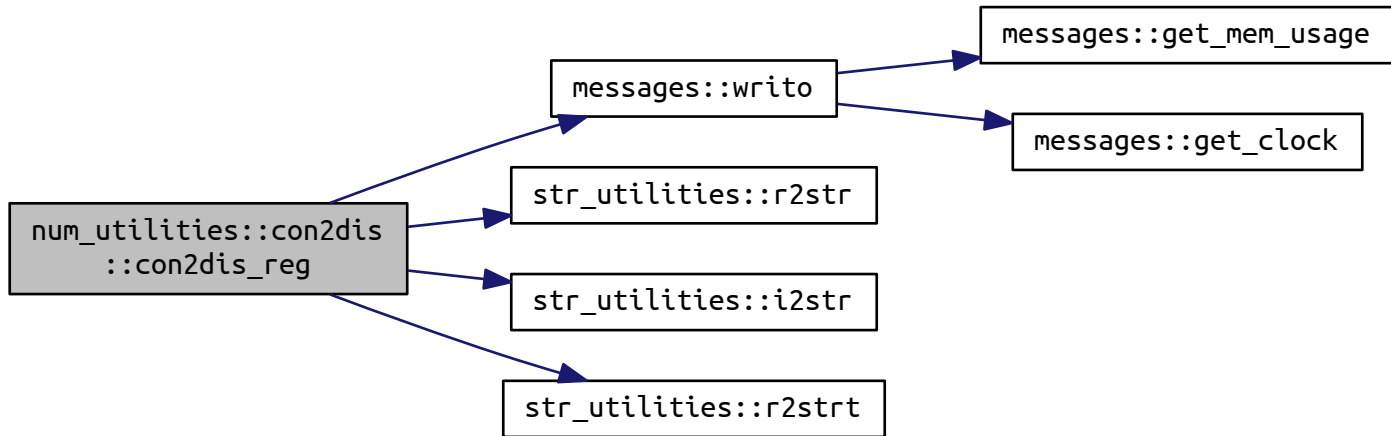 messages::get_mem_usage
messages::writo
messages::get_clock
str_utilities::r2str
num_utilities::con2dis
::con2dis_reg
str_utilities::i2str
str_utilities::r2strt